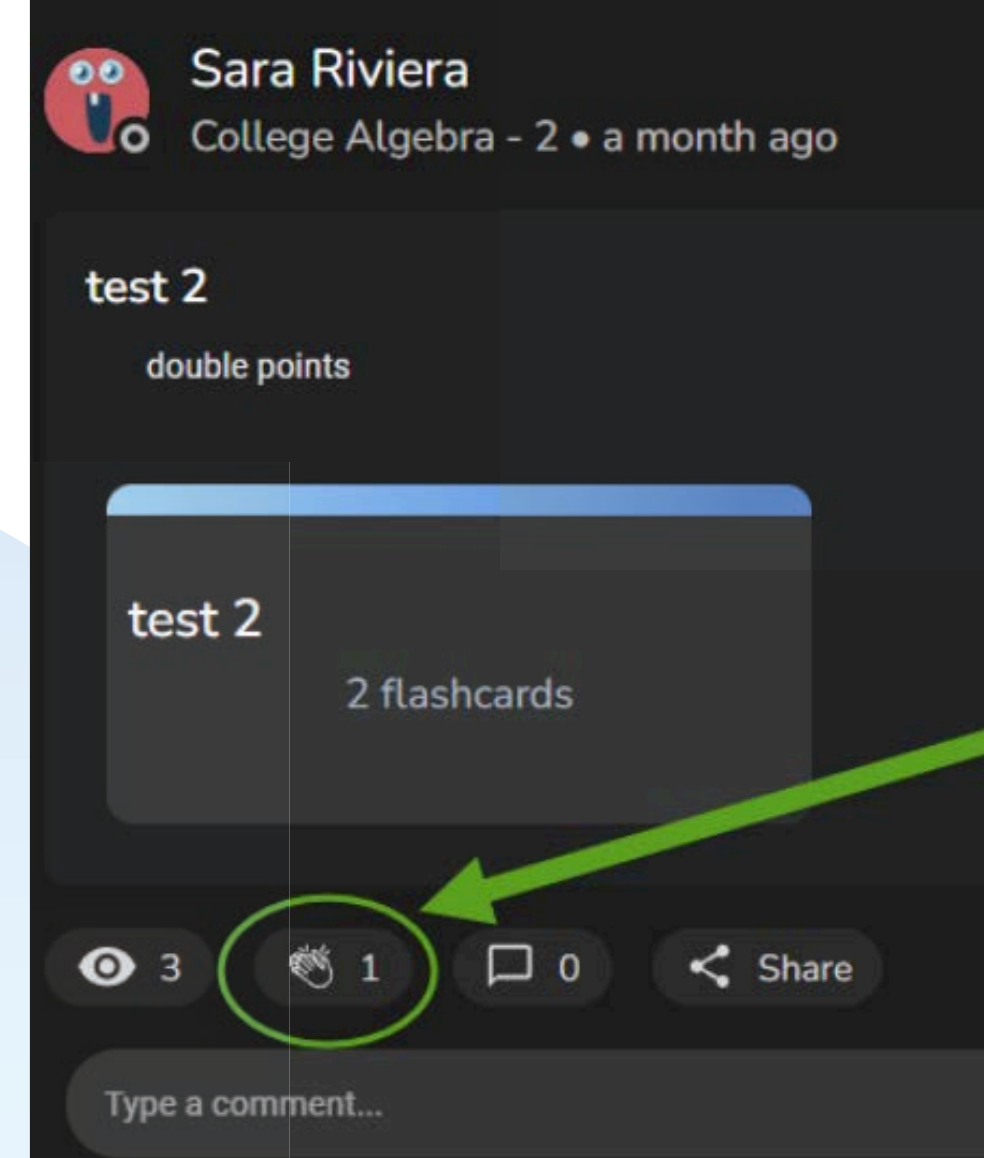 Sara Riviera
College Algebra - 2 • a month ago
test 2
double points
test 2
2 flashcards
3 1 0 Share
Type a comment...